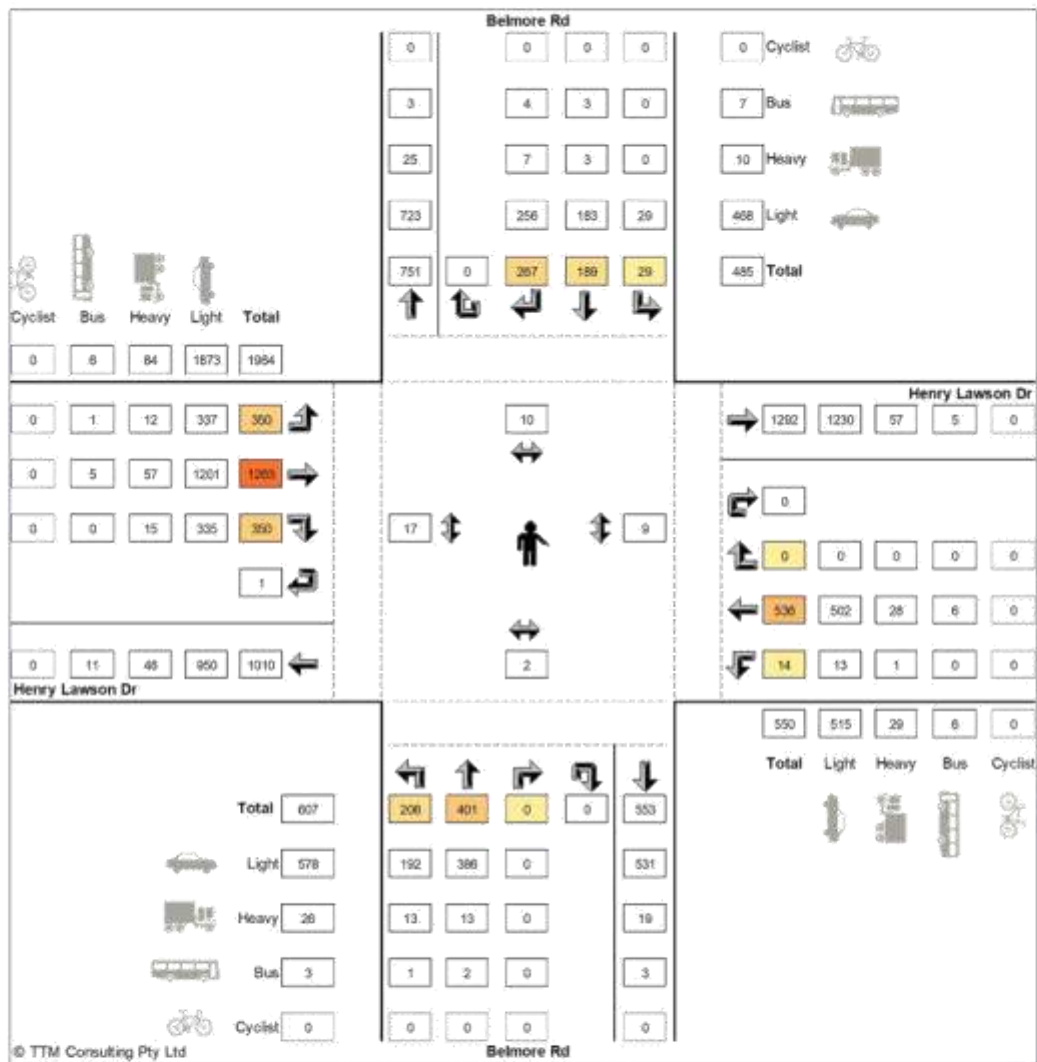 Belmore Rd
0 0 0 0 0 Cyclist
3 4 3 0 7 Bus
25 7 3 0 10 Heavy
723 256 183 29 468 Light
751 0 267 189 29 485 Total
Cyclist Bus Heavy Light Total
0 6 84 1873 1964
Henry Lawson Dr
0 1 12 337 350 10 1292 1230 57 5 0
0 5 57 1201 1263 0
0 0 15 335 350 17 9 0 0 0 0 0
1 536 502 28 6 0
0 11 46 950 1010 2 14 13 1 0 0
Henry Lawson Dr
550 515 29 6 0
Total Light Heavy Bus Cyclist
Total 607 206 401 0 0 553
Light 578 192 386 0 531
Heavy 26 13 13 0 19
Bus 3 1 2 0 3
Cyclist 0 0 0 0 0
© TTM Consulting Pty Ltd
Belmore Rd